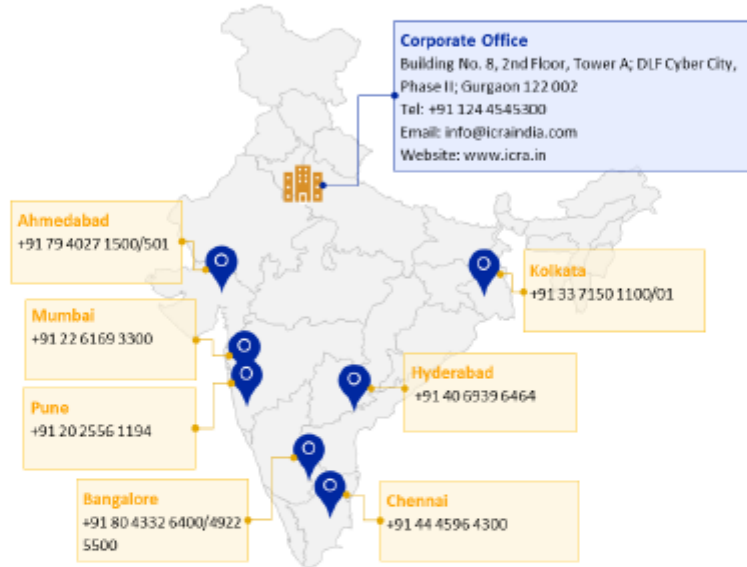 Corporate Office
Building No. 8, 2nd Floor, Tower A; DLF Cyber City,
Phase II; Gurgaon 122 002
Tel: +91 124 4545300
Email: info@icraindia.com
Website: www.icra.in
Ahmedabad
+91 79 4027 1500/501
Kolkata
+91 33 7150 1100/01
Mumbai
+91 22 6169 3300
Hyderabad
+91 40 6939 6464
Pune
+91 20 2556 1194
Bangalore
+91 80 4332 6400/4922
5500
Chennai
+91 44 4596 4300